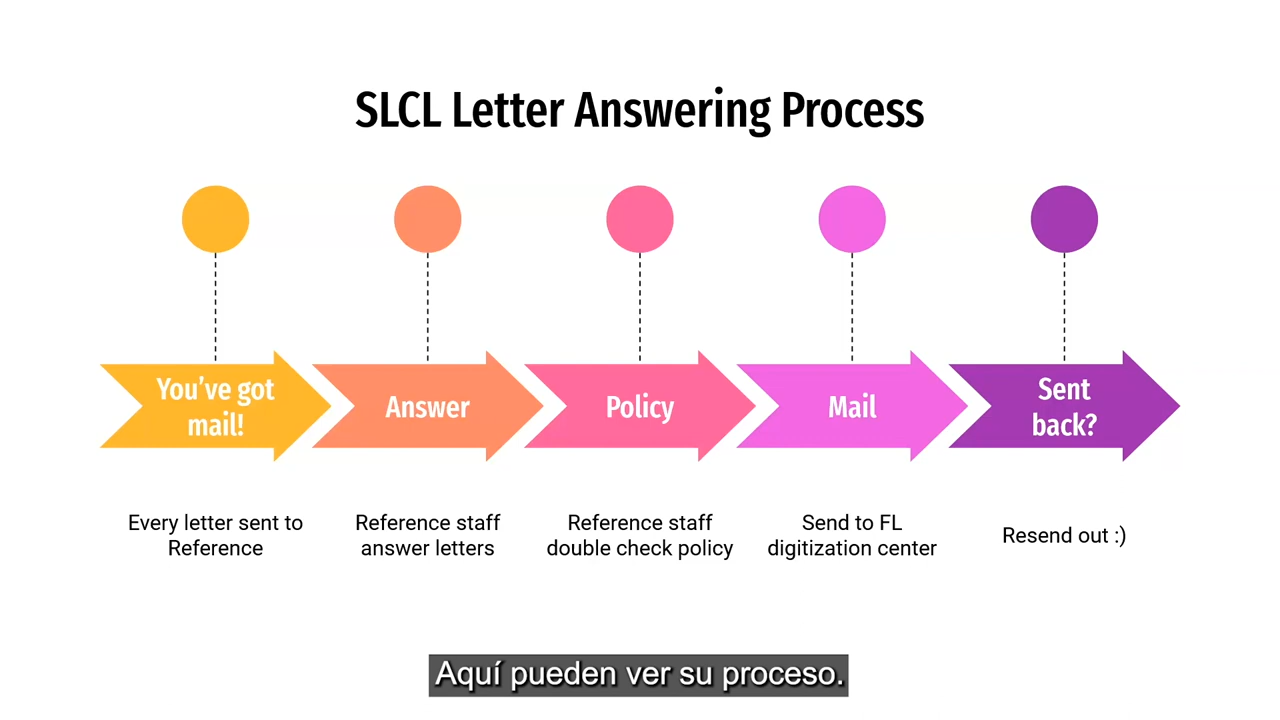 SLCL Letter Answering Process
You’ve got
mail!
Answer
Policy
Mail
Sent
back?
Every letter sent to
Reference
Reference staff
answer letters
Reference staff
double check policy
Send to FL
digitization center
Resend out :)
Aquí pueden ver su proceso.